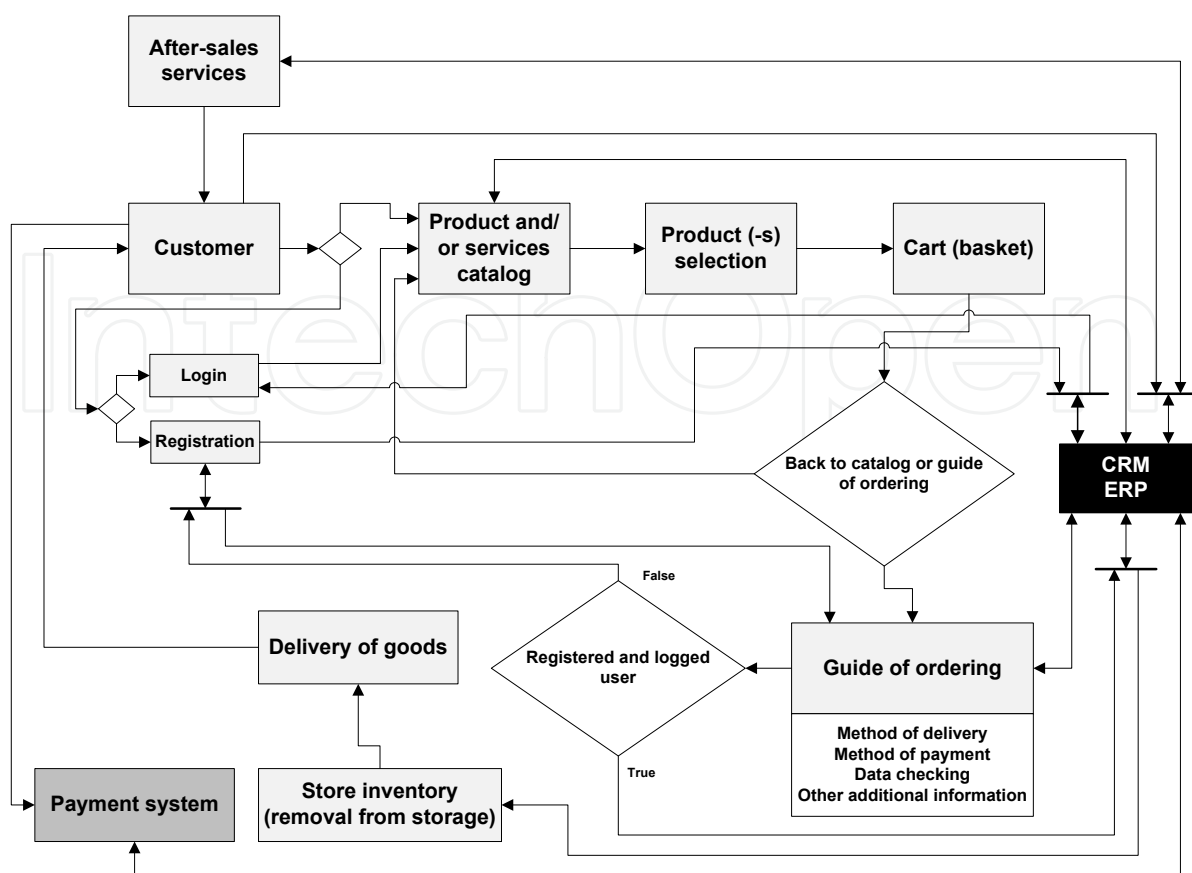 After-sales
services
Customer
Product and/
or services
catalog
Product (-s)
selection
Cart (basket)
IntechOpen
Login
Registration
Back to catalog or guide
of ordering
CRM
ERP
False
Delivery of goods
Registered and logged
user
Guide of ordering
Method of delivery
Method of payment
Data checking
Other additional information
True
Payment system
Store inventory
(removal from storage)